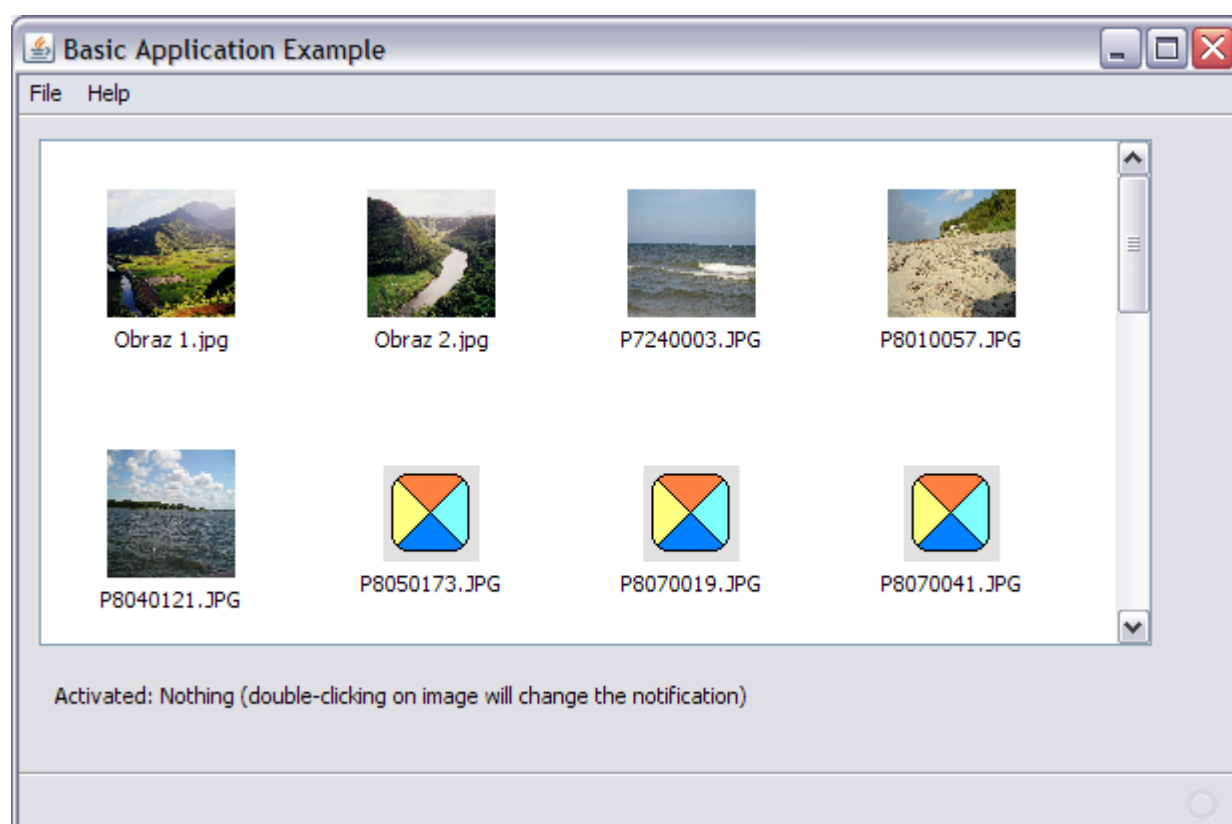 Basic Application Example
File Help
Obraz 1.jpg Obraz 2.jpg P7240003.JPG P8010057.JPG
P8040121.JPG P8050173.JPG P8070019.JPG P8070041.JPG
Activated: Nothing (double-clicking on image will change the notification)